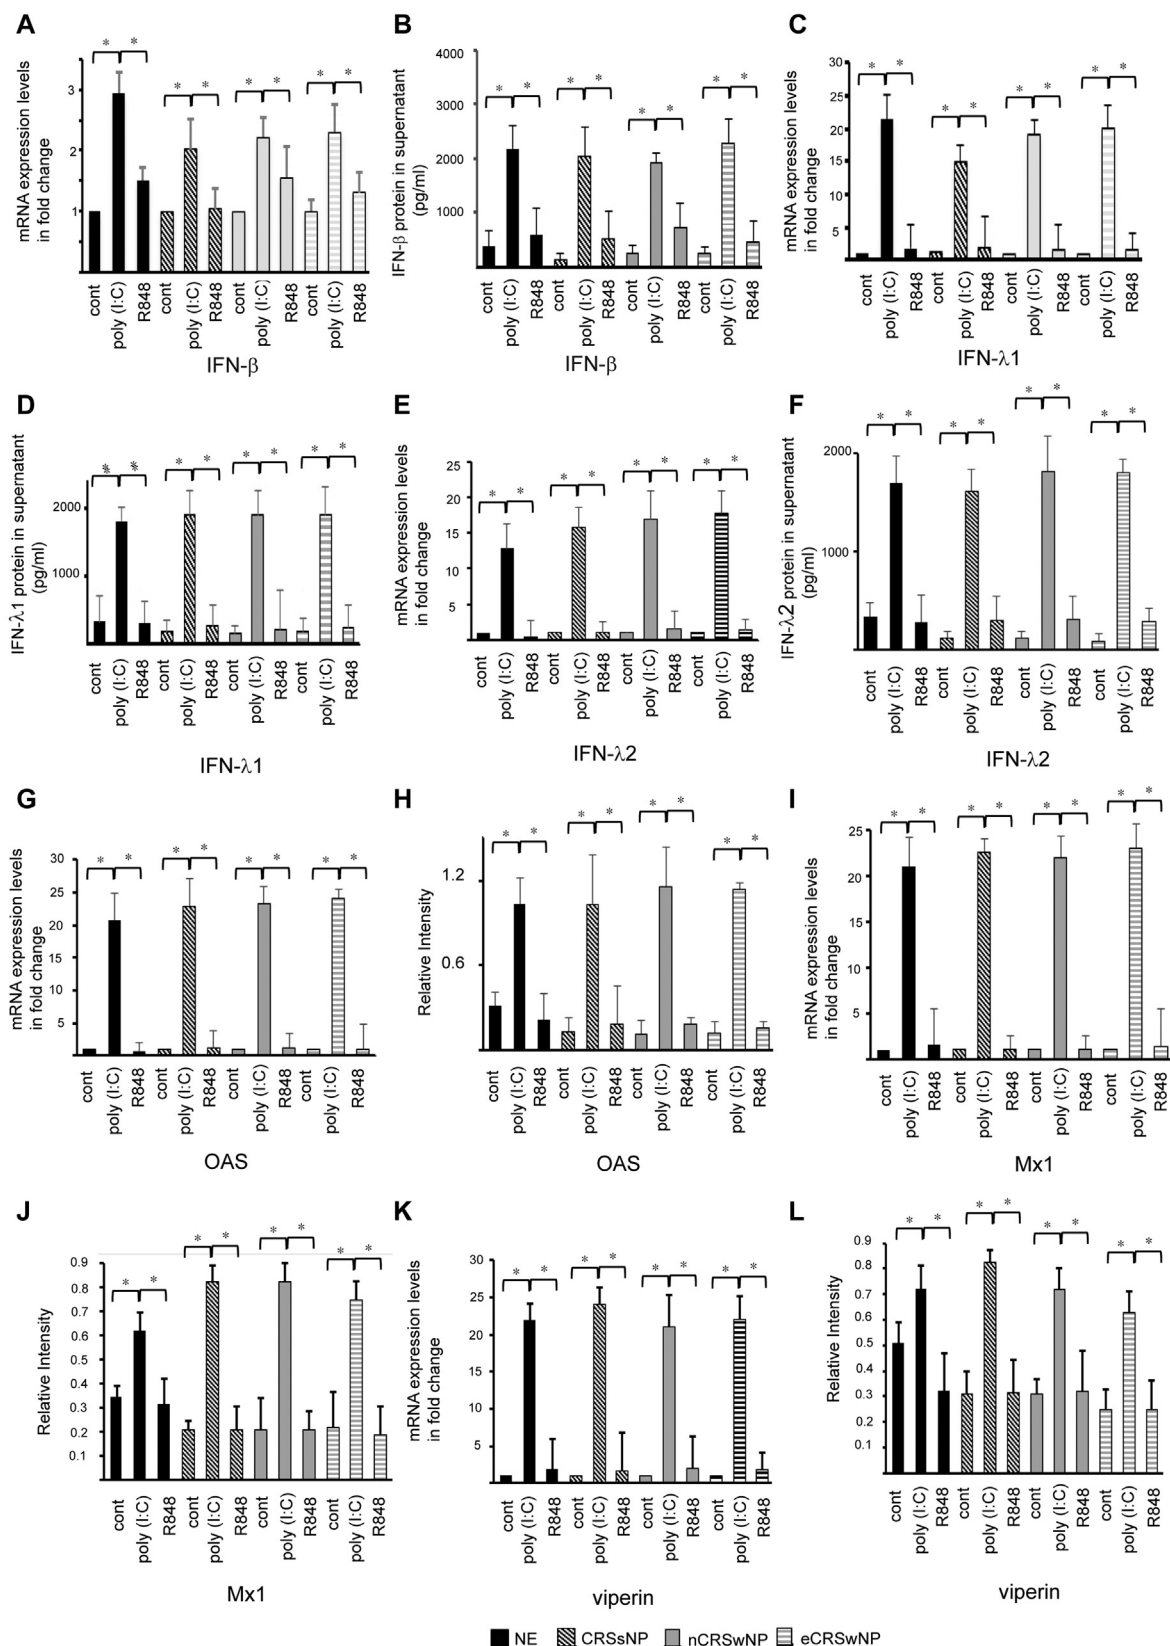 A
mRNA expression levels
in fold change
3
2
1
* * * * * * * *
cont
poly (I:C)
R848
cont
poly (I:C)
R848
cont
poly (I:C)
R848
cont
poly (I:C)
R848
IFN-β
B
IFN-β protein in supernatant
(pg/ml)
4000
3000
2000
1000
* * * * * * * *
cont
poly (I:C)
R848
cont
poly (I:C)
R848
cont
poly (I:C)
R848
cont
poly (I:C)
R848
IFN-β
C
mRNA expression levels
in fold change
30
25
20
15
10
5
* * * * * * * *
cont
poly (I:C)
R848
cont
poly (I:C)
R848
cont
poly (I:C)
R848
cont
poly (I:C)
R848
IFN-λ1
D
IFN-λ1 protein in supernatant
(pg/ml)
2000
1000
* * * * * * * *
cont
poly (I:C)
R848
cont
poly (I:C)
R848
cont
poly (I:C)
R848
cont
poly (I:C)
R848
IFN-λ1
E
mRNA expression levels
in fold change
25
20
15
10
5
* * * * * * * *
cont
poly (I:C)
R848
cont
poly (I:C)
R848
cont
poly (I:C)
R848
cont
poly (I:C)
R848
IFN-λ2
F
IFN-λ2 protein in supernatant
(pg/ml)
2000
1000
* * * * * * * *
cont
poly (I:C)
R848
cont
poly (I:C)
R848
cont
poly (I:C)
R848
cont
poly (I:C)
R848
IFN-λ2
G
mRNA expression levels
in fold change
30
25
20
15
10
5
* * * * * * * *
cont
poly (I:C)
R848
cont
poly (I:C)
R848
cont
poly (I:C)
R848
cont
poly (I:C)
R848
OAS
H
Relative Intensity
1.2
0.6
* * * * * * * *
cont
poly (I:C)
R848
cont
poly (I:C)
R848
cont
poly (I:C)
R848
cont
poly (I:C)
R848
OAS
I
mRNA expression levels
in fold change
25
20
15
10
5
* * * * * * * *
cont
poly (I:C)
R848
cont
poly (I:C)
R848
cont
poly (I:C)
R848
cont
poly (I:C)
R848
Mx1
J
Relative Intensity
0.9
0.8
0.7
0.6
0.5
0.4
0.3
0.2
0.1
* * * * * * * *
cont
poly (I:C)
R848
cont
poly (I:C)
R848
cont
poly (I:C)
R848
cont
poly (I:C)
R848
Mx1
K
mRNA expression levels
in fold change
30
25
20
15
10
5
* * * * * * * *
cont
poly (I:C)
R848
cont
poly (I:C)
R848
cont
poly (I:C)
R848
cont
poly (I:C)
R848
viperin
L
Relative Intensity
0.9
0.8
0.7
0.6
0.5
0.4
0.3
0.2
0.1
* * * * * * * *
cont
poly (I:C)
R848
cont
poly (I:C)
R848
cont
poly (I:C)
R848
cont
poly (I:C)
R848
viperin
NE CRSsNP nCRSwNP eCRSwNP